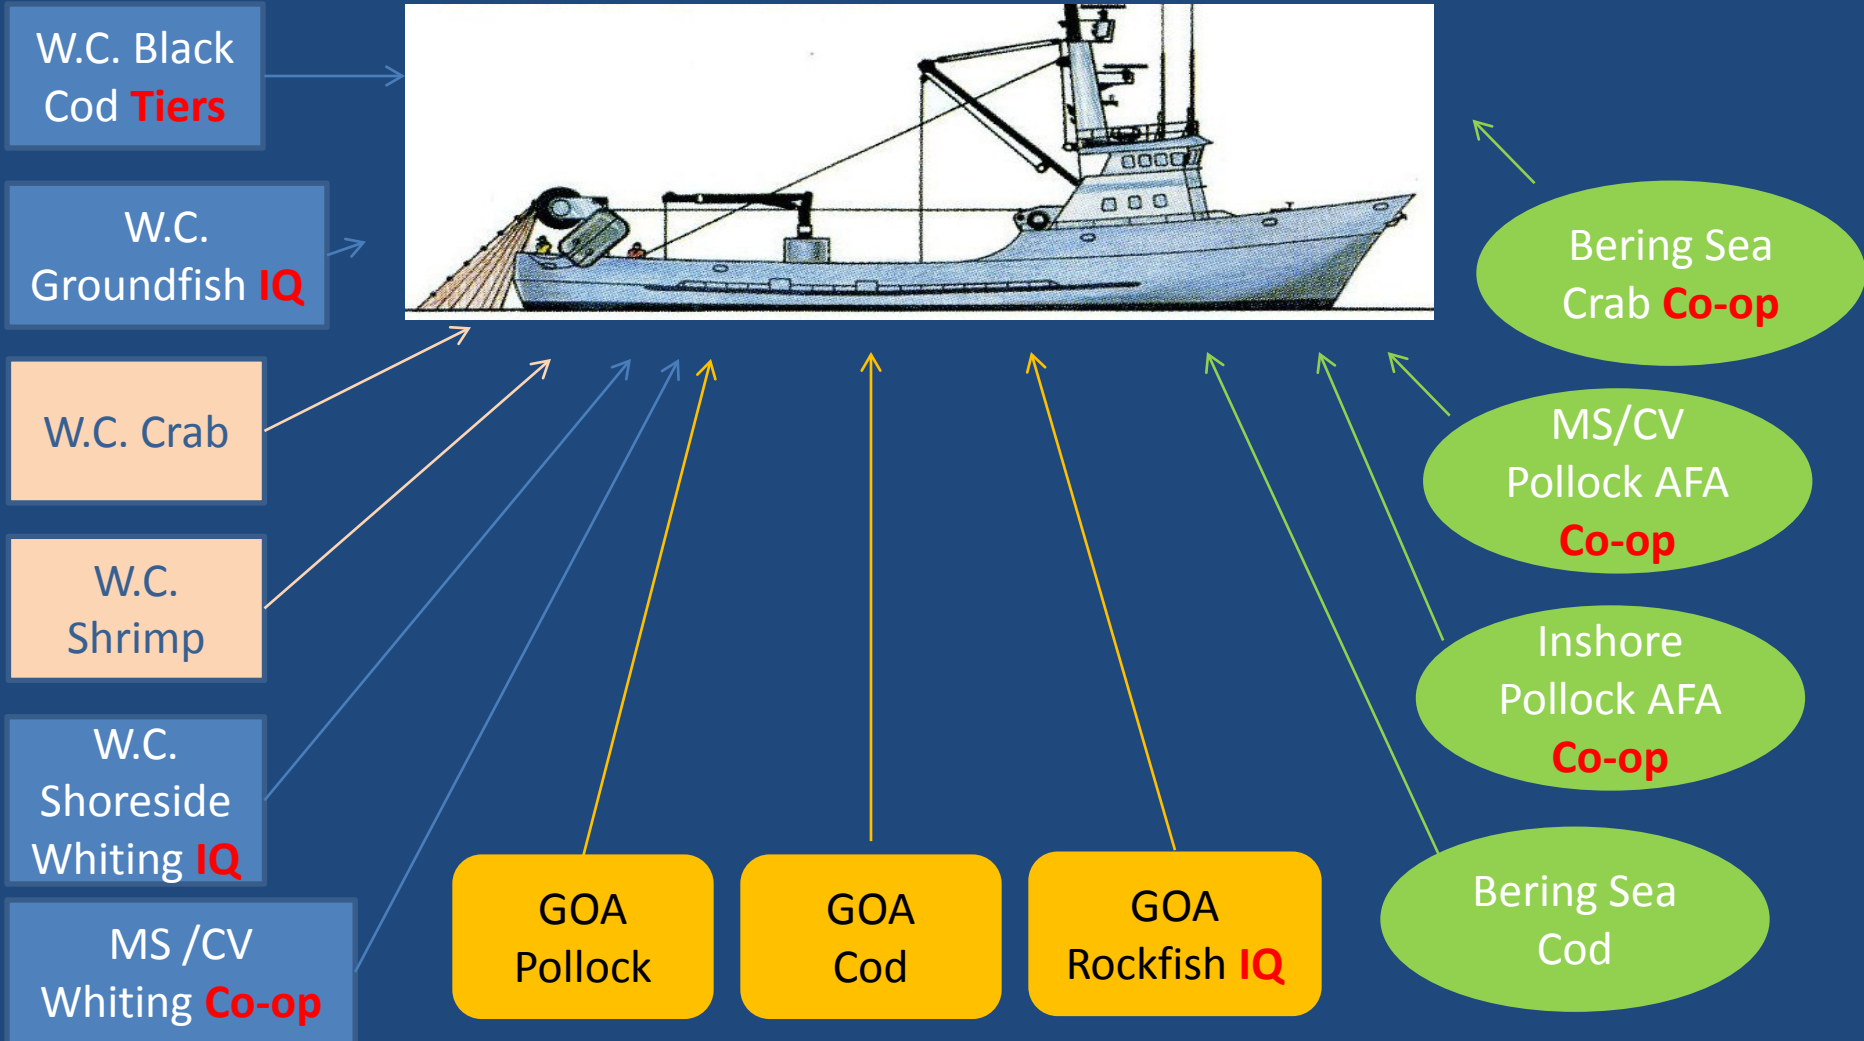 W.C. Black
Cod Tiers
W.C.
Groundfish IQ
W.C. Crab
W.C.
Shrimp
W.C.
Shoreside
Whiting IQ
MS /CV
Whiting Co-op
GOA
Pollock
GOA
Cod
GOA
Rockfish IQ
Bering Sea
Crab Co-op
MS/CV
Pollock AFA
Co-op
Inshore
Pollock AFA
Co-op
Bering Sea
Cod